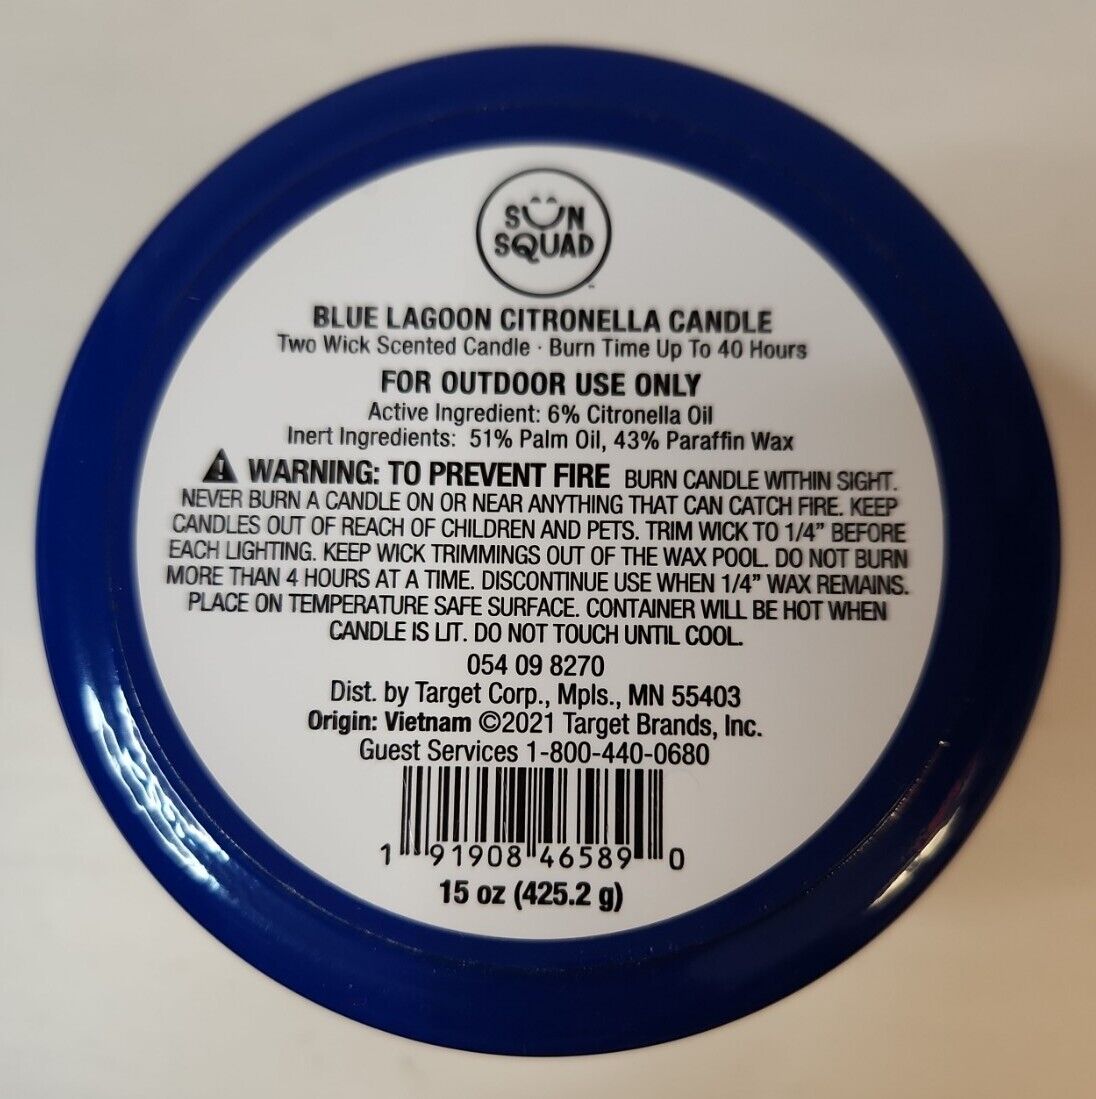 SUN
SQUAD
™
BLUE LAGOON CITRONELLA CANDLE
Two Wick Scented Candle · Burn Time Up To 40 Hours
FOR OUTDOOR USE ONLY
Active Ingredient: 6% Citronella Oil
Inert Ingredients: 51% Palm Oil, 43% Paraffin Wax
WARNING: TO PREVENT FIRE BURN CANDLE WITHIN SIGHT.
NEVER BURN A CANDLE ON OR NEAR ANYTHING THAT CAN CATCH FIRE. KEEP
CANDLES OUT OF REACH OF CHILDREN AND PETS. TRIM WICK TO 1/4” BEFORE
EACH LIGHTING. KEEP WICK TRIMMINGS OUT OF THE WAX POOL. DO NOT BURN
MORE THAN 4 HOURS AT A TIME. DISCONTINUE USE WHEN 1/4” WAX REMAINS.
PLACE ON TEMPERATURE SAFE SURFACE. CONTAINER WILL BE HOT WHEN
CANDLE IS LIT. DO NOT TOUCH UNTIL COOL.
054 09 8270
Dist. by Target Corp., Mpls., MN 55403
Origin: Vietnam ©2021 Target Brands, Inc.
Guest Services 1-800-440-0680
1 91908 46589 0
15 oz (425.2 g)